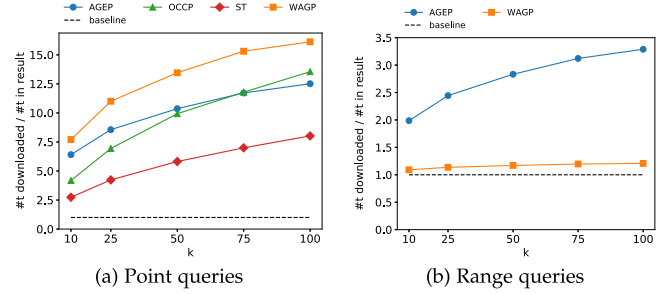 AGEP OCCP ST WAGP
baseline
#t downloaded / #t in result
15.0
12.5
10.0
7.5
5.0
2.5
0.0
10 25 50 75 100
k
(a) Point queries
AGEP WAGP
baseline
#t downloaded / #t in result
3.5
3.0
2.5
2.0
1.5
1.0
0.5
0.0
10 25 50 75 100
k
(b) Range queries